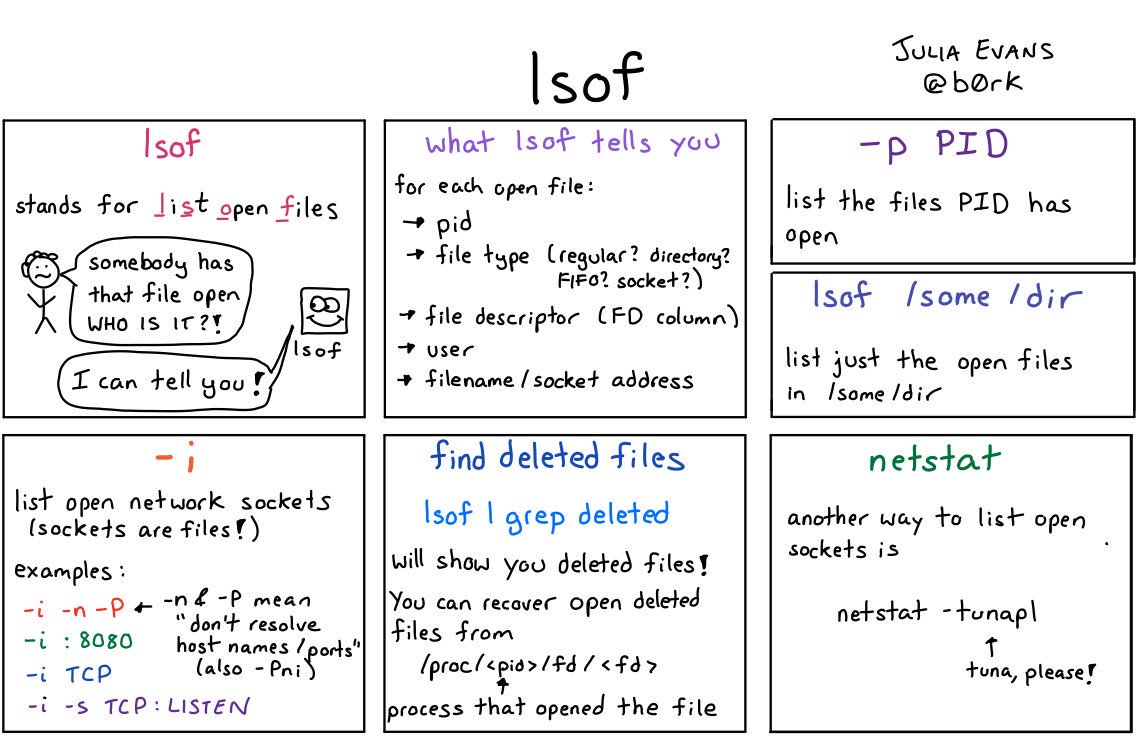 lsof
JULIA EVANS
@b0rk
lsof
stands for list open files
somebody has
that file open
WHO IS IT?!
lsof
I can tell you!
what lsof tells you
for each open file:
→ pid
→ file type (regular? directory?
FIFO? socket?)
→ file descriptor (FD column)
→ user
→ filename/socket address
-p PID
list the files PID has
open
lsof /some/dir
list just the open files
in /some/dir
-i
list open network sockets
(sockets are files!)
examples:
-i -n -P ← -n & -P mean
"don't resolve
host names/ports"
(also -Pni)
-i :8080
-i TCP
-i -s TCP:LISTEN
find deleted files
lsof | grep deleted
will show you deleted files!
You can recover open deleted
files from
/proc/<pid>/fd/<fd>
↑
process that opened the file
netstat
another way to list open
sockets is
netstat -tunapl
↑
tuna, please!